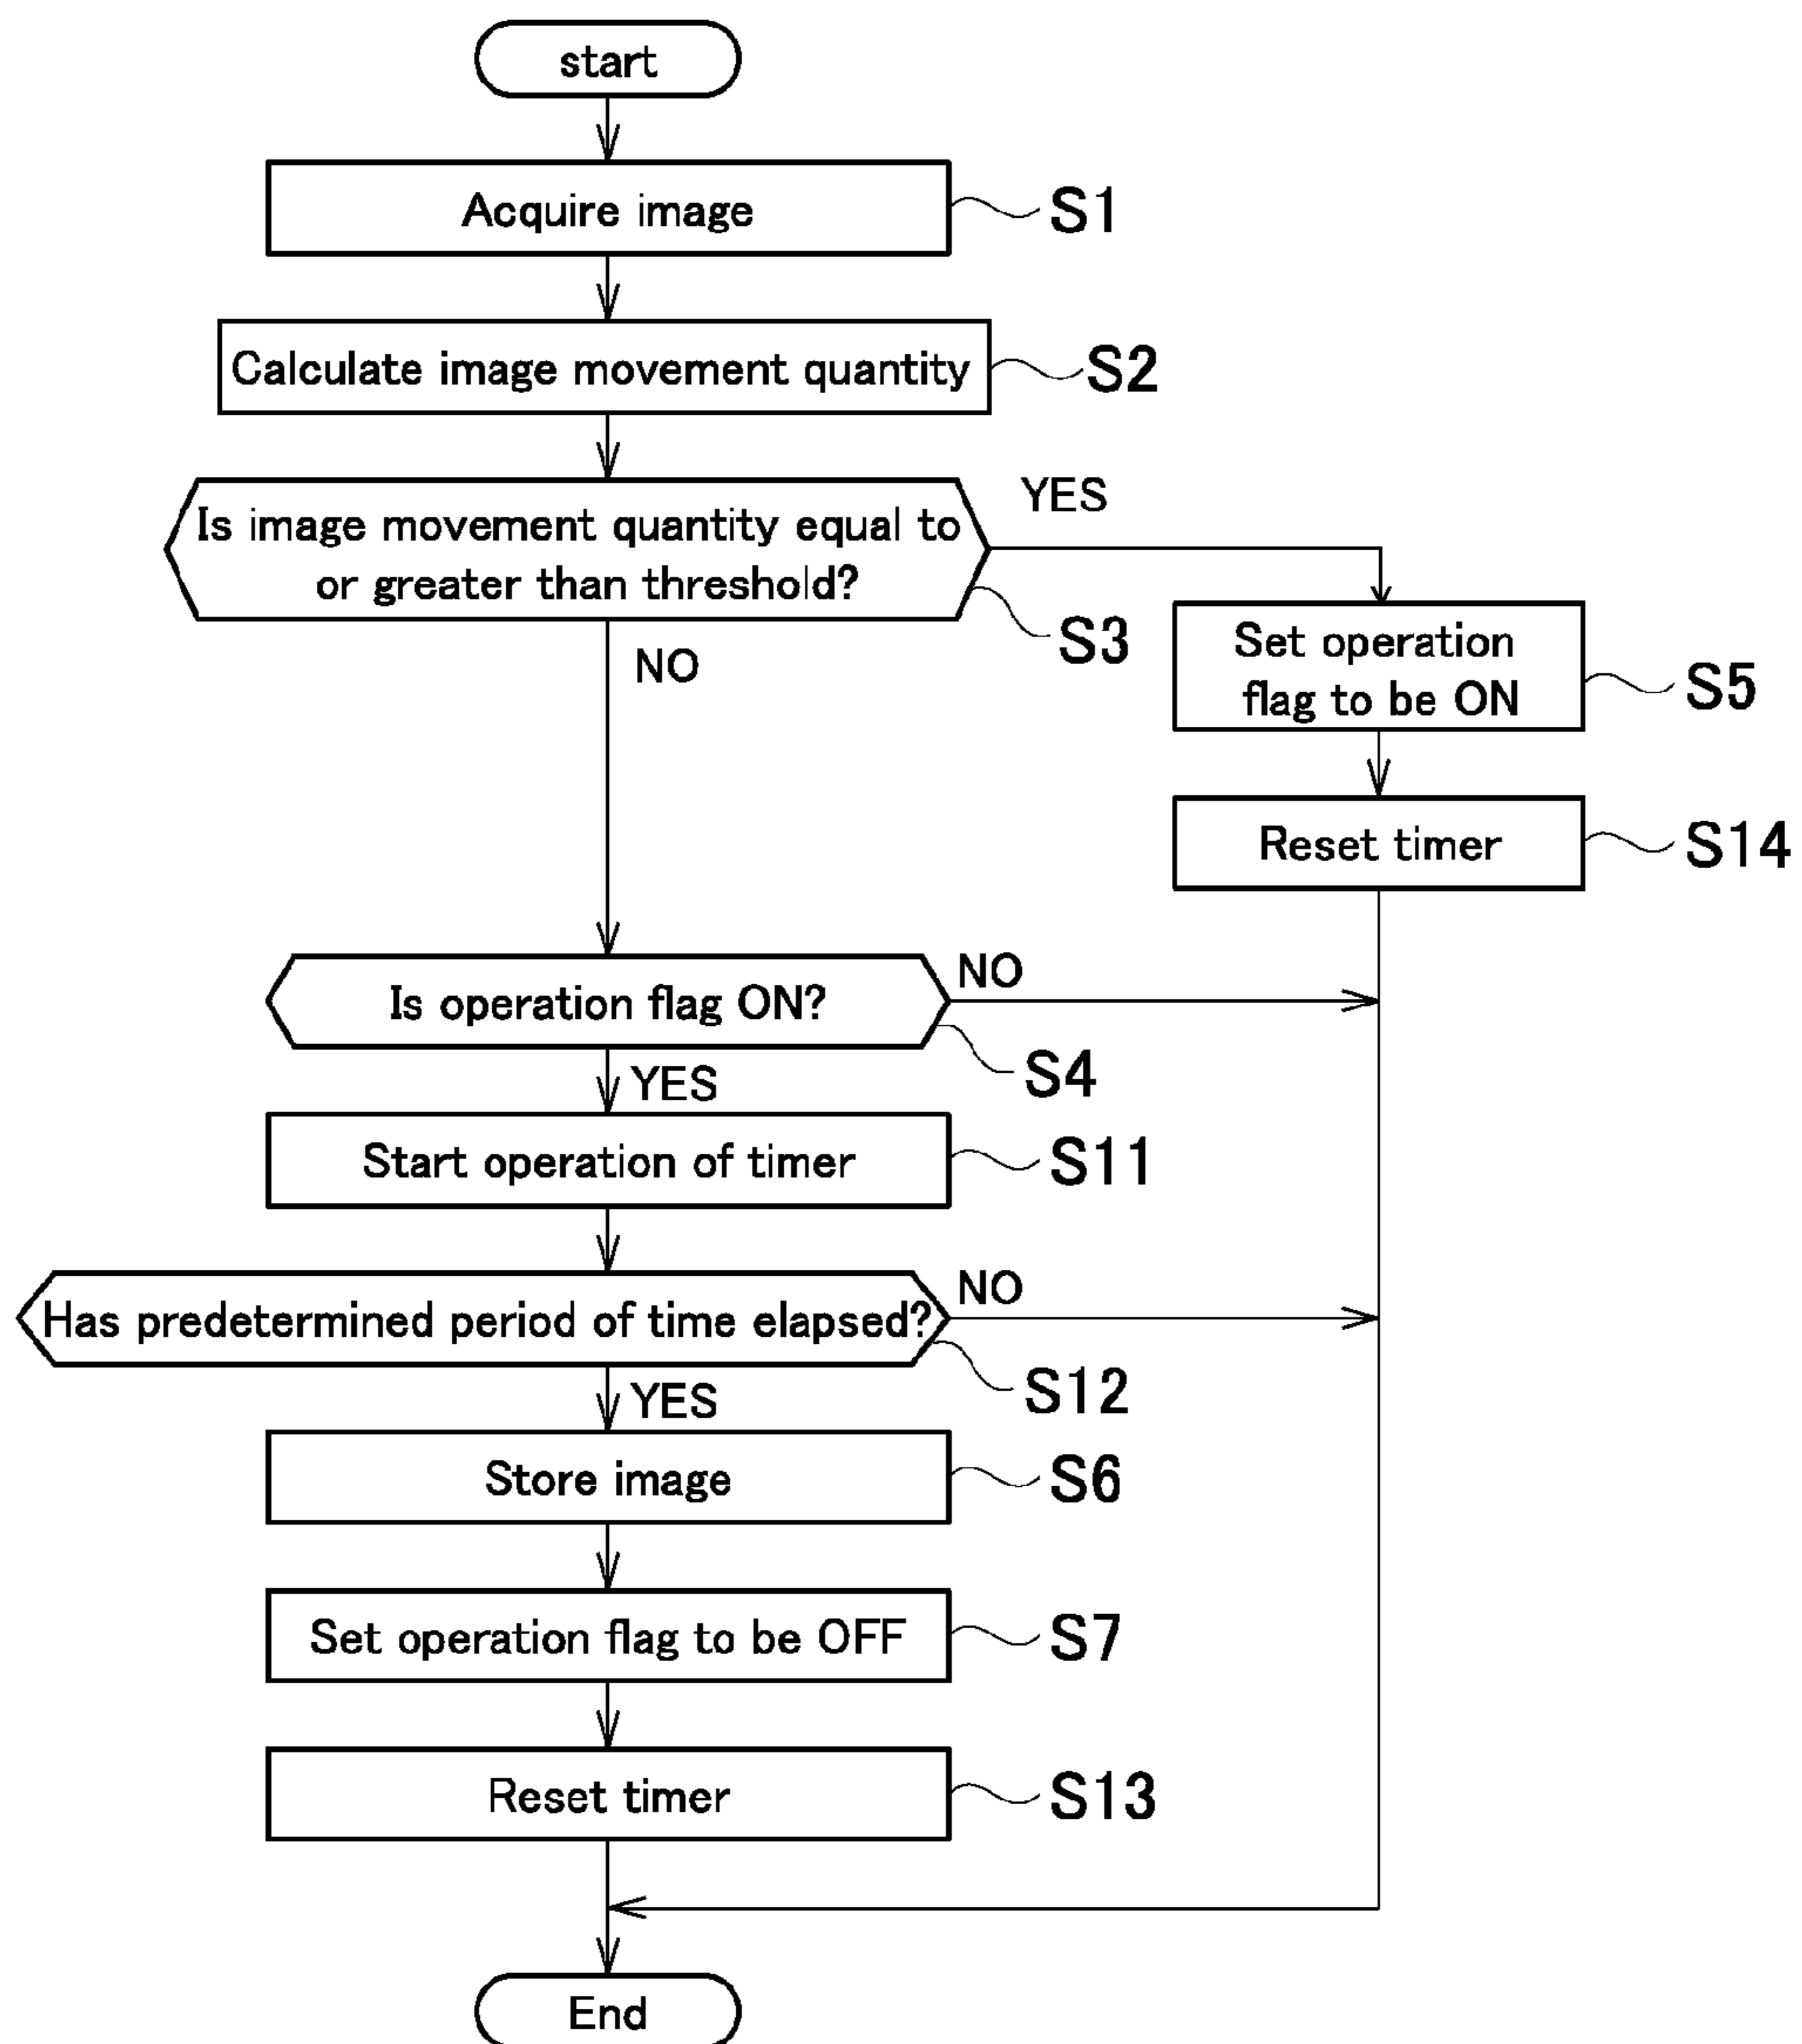 start
Acquire image
S1
Calculate image movement quantity
S2
Is image movement quantity equal to
or greater than threshold?
YES
S3
NO
Set operation
flag to be ON
S5
Reset timer
S14
Is operation flag ON?
NO
S4
YES
Start operation of timer
S11
Has predetermined period of time elapsed?
NO
S12
YES
Store image
S6
Set operation flag to be OFF
S7
Reset timer
S13
End